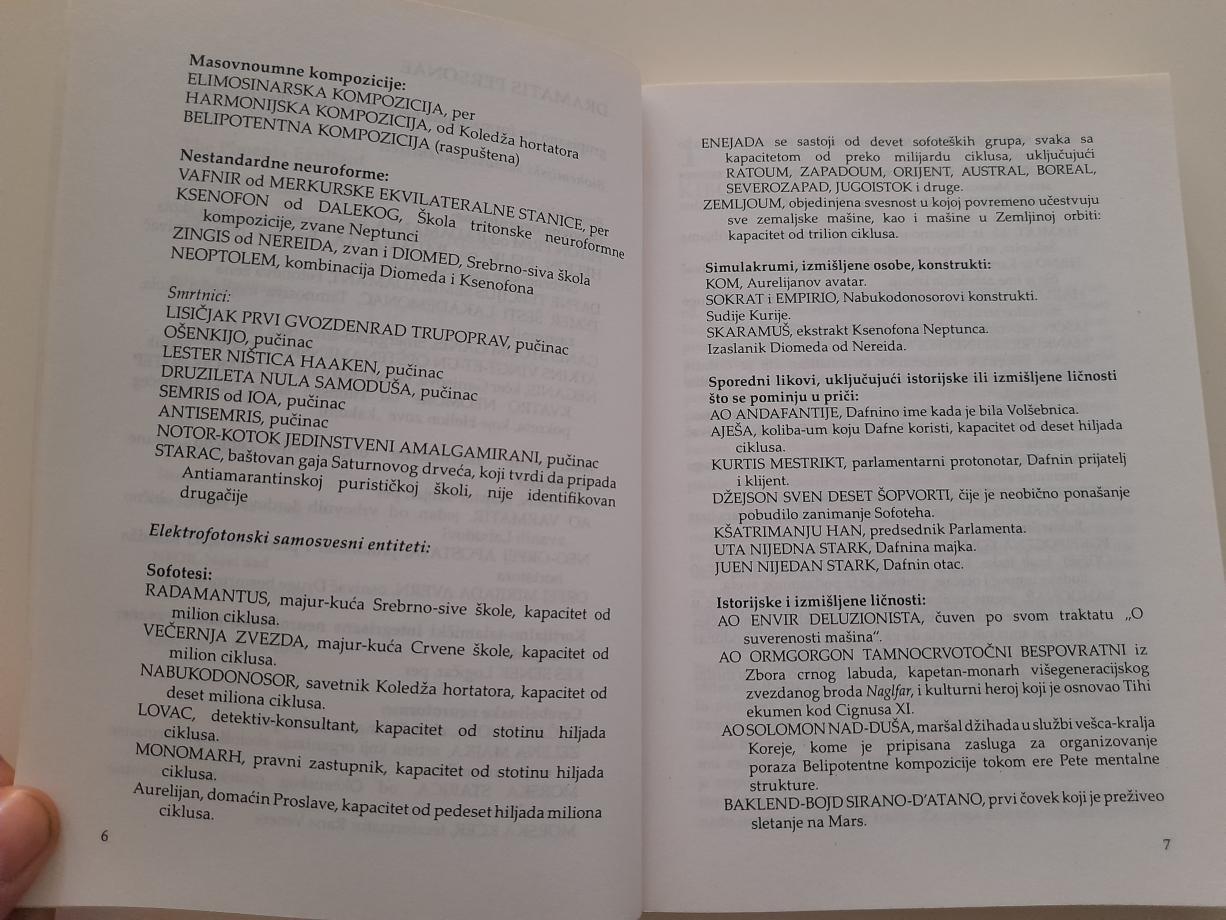 Masovnoumne kompozicije:
ELIMOSINARSKA KOMPOZICIJA, per
HARMONIJSKA KOMPOZICIJA, od Koledža hortatora
BELIPOTENTNA KOMPOZICIJA (raspuštena)
Nestandardne neuroforme:
VAFNIR od MERKURSKE EKVILATERALNE STANICE, per
KSENOFON od DALEKOG, Škola tritonske neuroformne
kompozicije, zvane Neptunci
ZINGIS od NEREIDA, zvan i DIOMED, Srebrno-siva škola
NEOPTOLEM, kombinacija Diomeda i Ksenofona
Smrtnici:
LISIČJAK PRVI GVOZDENRAD TRUPOPRAV, pučinac
OŠENKIJO, pučinac
LESTER NIŠTICA HAAKEN, pučinac
DRUZILETA NULA SAMODUŠA, pučinac
SEMRIS od IOA, pučinac
ANTISEMRIS, pučinac
NOTOR-KOTOK JEDINSTVENI AMALGAMIRANI, pučinac
STARAC, baštovan gaja Saturnovog drveća, koji tvrdi da pripada
Antiamarantinskoj purističkoj školi, nije identifikovan
drugačije
Elektrofotonski samosvesni entiteti:
Sofotesi:
RADAMANTUS, majur-kuća Srebrno-sive škole, kapacitet od
milion ciklusa.
VEČERNJA ZVEZDA, majur-kuća Crvene škole, kapacitet od
milion ciklusa.
NABUKODONOSOR, savetnik Koledža hortatora, kapacitet od
deset miliona ciklusa.
LOVAC, detektiv-konsultant, kapacitet od stotinu hiljada
ciklusa.
MONOMARH, pravni zastupnik, kapacitet od stotinu hiljada
ciklusa.
Aurelijan, domaćin Proslave, kapacitet od pedeset hiljada miliona
ciklusa.
6
ENEJADA se sastoji od devet sofoteških grupa, svaka sa
kapacitetom od preko milijardu ciklusa, uključujući
RATOUM, ZAPADOUM, ORIJENT, AUSTRAL, BOREAL,
SEVEROZAPAD, JUGOISTOK i druge.
ZEMLJOUM, objedinjena svesnost u kojoj povremeno učestvuju
sve zemaljske mašine, kao i mašine u Zemljinoj orbiti:
kapacitet od trilion ciklusa.
Simulakrumi, izmišljene osobe, konstrukti:
KOM, Aurelijanov avatar.
SOKRAT i EMPIRIO, Nabukodonosorovi konstrukti.
Sudije Kurije.
SKARAMUŠ, ekstrakt Ksenofona Neptunca.
Izaslanik Diomeda od Nereida.
Sporedni likovi, uključujući istorijske ili izmišljene ličnosti
što se pominju u priči:
AO ANDAFANTIJE, Dafnino ime kada je bila Volšebnica.
AJEŠA, koliba-um koju Dafne koristi, kapacitet od deset hiljada
ciklusa.
KURTIS MESTRIKT, parlamentarni protonotar, Dafnin prijatelj
i klijent.
DŽEJSON SVEN DESET ŠOPVORTI, čije je neobično ponašanje
pobudilo zanimanje Sofoteha.
KŠATRIMANJU HAN, predsednik Parlamenta.
UTA NIJEDNA STARK, Dafnina majka.
JUEN NIJEDAN STARK, Dafnin otac.
Istorijske i izmišljene ličnosti:
AO ENVIR DELUZIONISTA, čuven po svom traktatu „O
suverenosti mašina“.
AO ORMGORGON TAMNOCRVOTOČNI BESPOVRATNI iz
Zbora crnog labuda, kapetan-monarh višegeneracijskog
zvezdanog broda Naglfar, i kulturni heroj koji je osnovao Tihi
ekumen kod Cignusa XI.
AO SOLOMON NAD-DUŠA, maršal džihada u službi vešca-kralja
Koreje, kome je pripisana zasluga za organizovanje
poraza Belipotentne kompozicije tokom ere Pete mentalne
strukture.
BAKLEND-BOJD SIRANO-D’ATANO, prvi čovek koji je preživeo
sletanje na Mars.
7